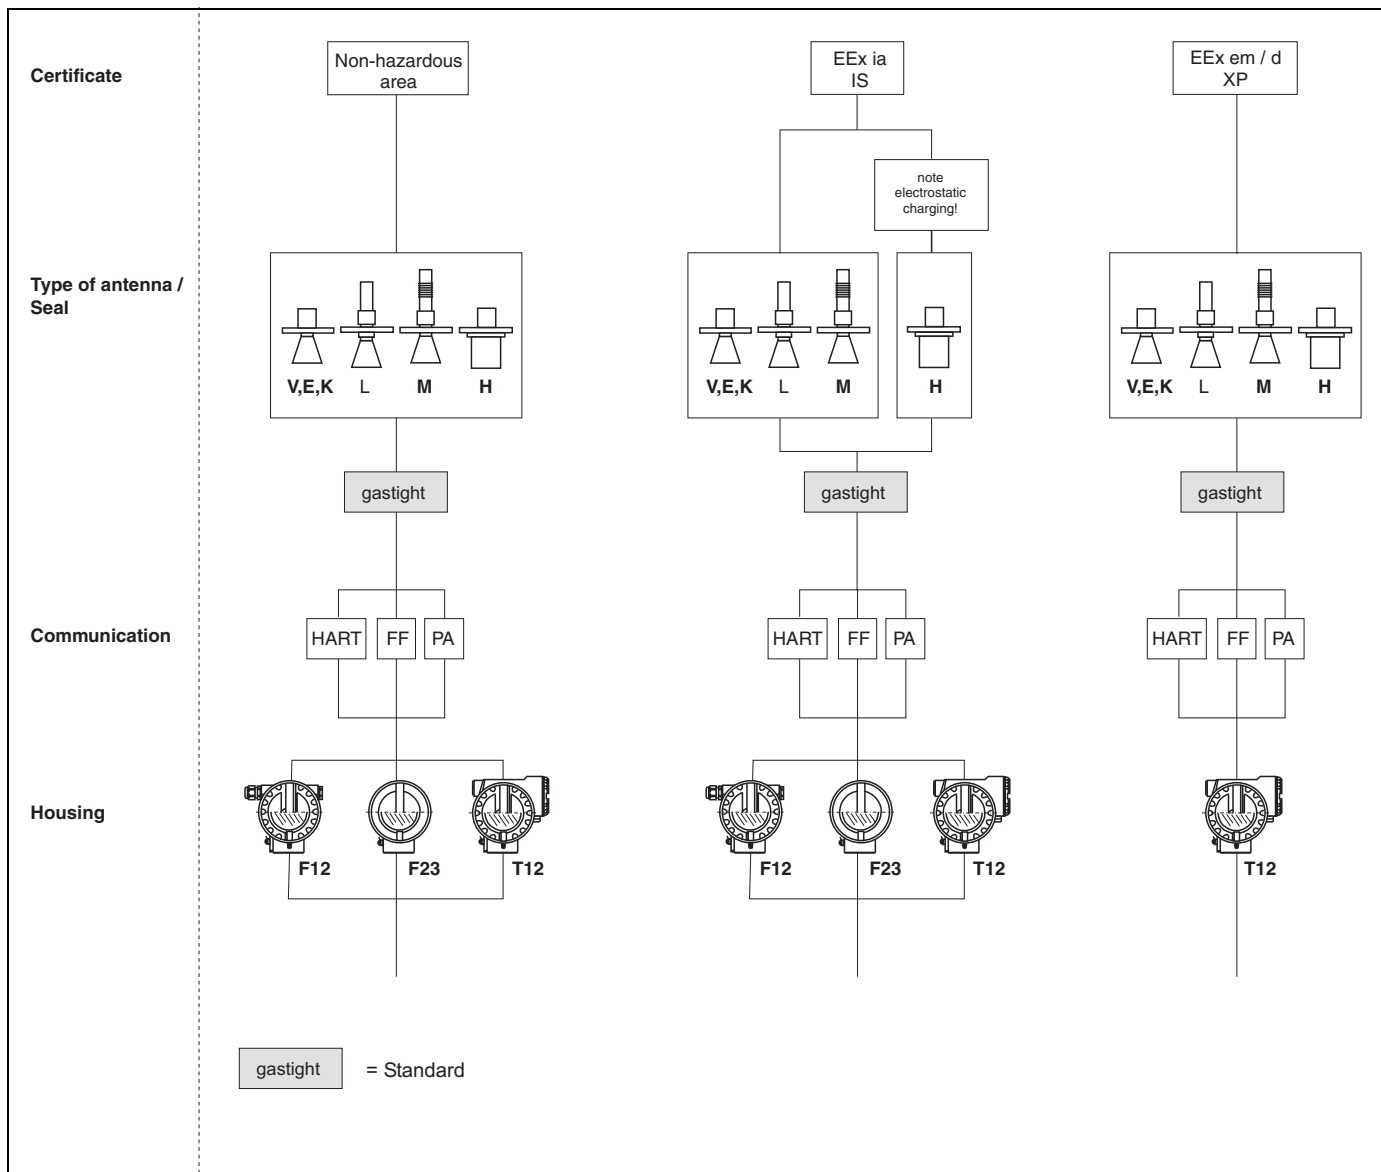 Certificate
Non-hazardous
area
EEx ia
IS
EEx em / d
XP
note
electrostatic
charging!
Type of antenna /
Seal
V,E,K L M H
V,E,K L M H
V,E,K L M H
gastight
gastight
gastight
Communication
HART FF PA
HART FF PA
HART FF PA
Housing
F12 F23 T12
F12 F23 T12
T12
gastight = Standard